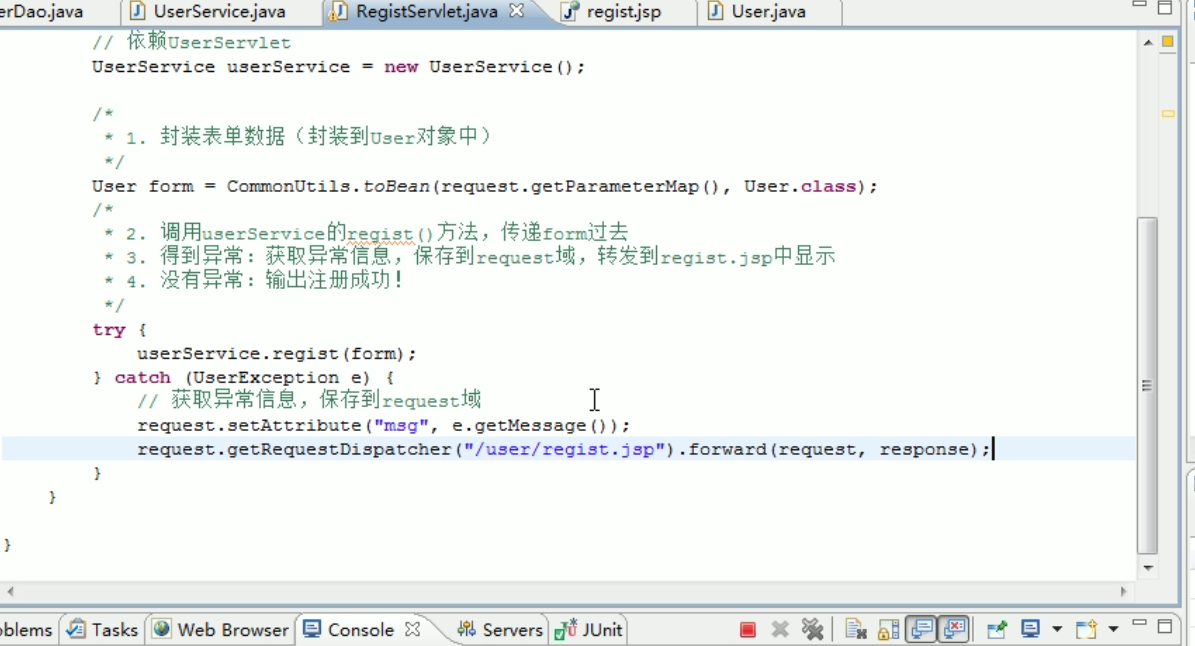 erDao.java UserService.java RegistServlet.java regist.jsp User.java
// 依赖UserServlet
UserService userService = new UserService();
/*
* 1. 封装表单数据（封装到User对象中）
*/
User form = CommonUtils.toBean(request.getParameterMap(), User.class);
/*
* 2. 调用userService的regist()方法，传递form过去
* 3. 得到异常：获取异常信息，保存到request域，转发到regist.jsp中显示
* 4. 没有异常：输出注册成功！
*/
try {
userService.regist(form);
} catch (UserException e) {
// 获取异常信息，保存到request域
request.setAttribute("msg", e.getMessage());
request.getRequestDispatcher("/user/regist.jsp").forward(request, response);
}
}
}
oblems Tasks Web Browser Console Servers JUnit